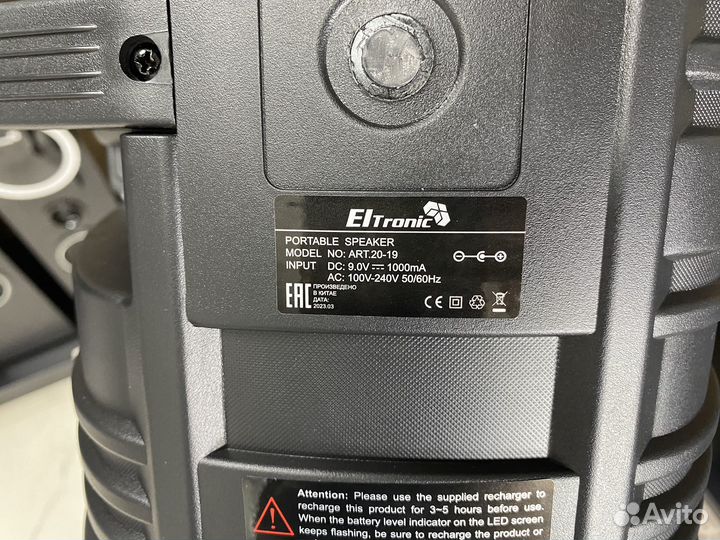 ElTronic
PORTABLE SPEAKER
MODEL NO: ART.20-19
INPUT DC: 9.0V 1000mA
AC: 100V-240V 50/60Hz
EAC ПРОИЗВЕДЕНО
В КИТАЕ
ДАТА:
2023.03
CE
Attention: Please use the supplied recharger to
recharge this product for 3~5 hours before use.
When the battery level indicator on the LED screen
keeps flashing, be sure to recharge the product or
Avito